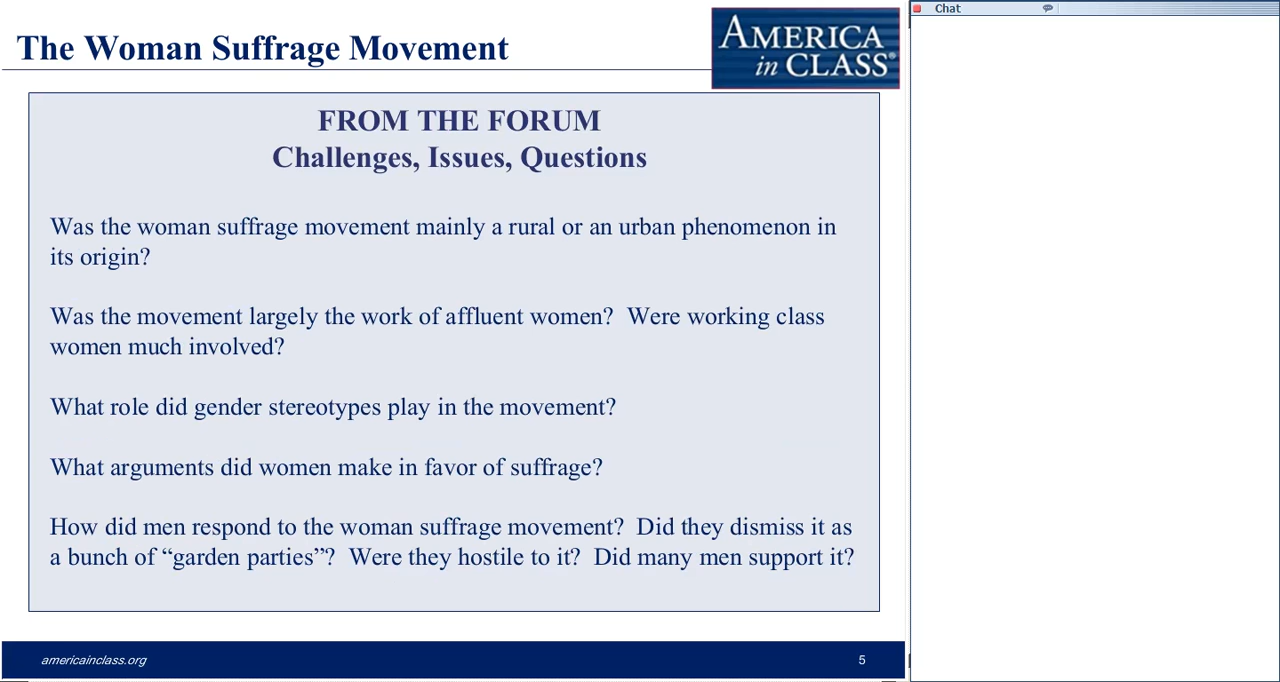 The Woman Suffrage Movement
AMERICA
in CLASS®
Chat
FROM THE FORUM
Challenges, Issues, Questions
Was the woman suffrage movement mainly a rural or an urban phenomenon in
its origin?
Was the movement largely the work of affluent women?  Were working class
women much involved?
What role did gender stereotypes play in the movement?
What arguments did women make in favor of suffrage?
How did men respond to the woman suffrage movement?  Did they dismiss it as
a bunch of “garden parties”?  Were they hostile to it?  Did many men support it?
americainclass.org
5